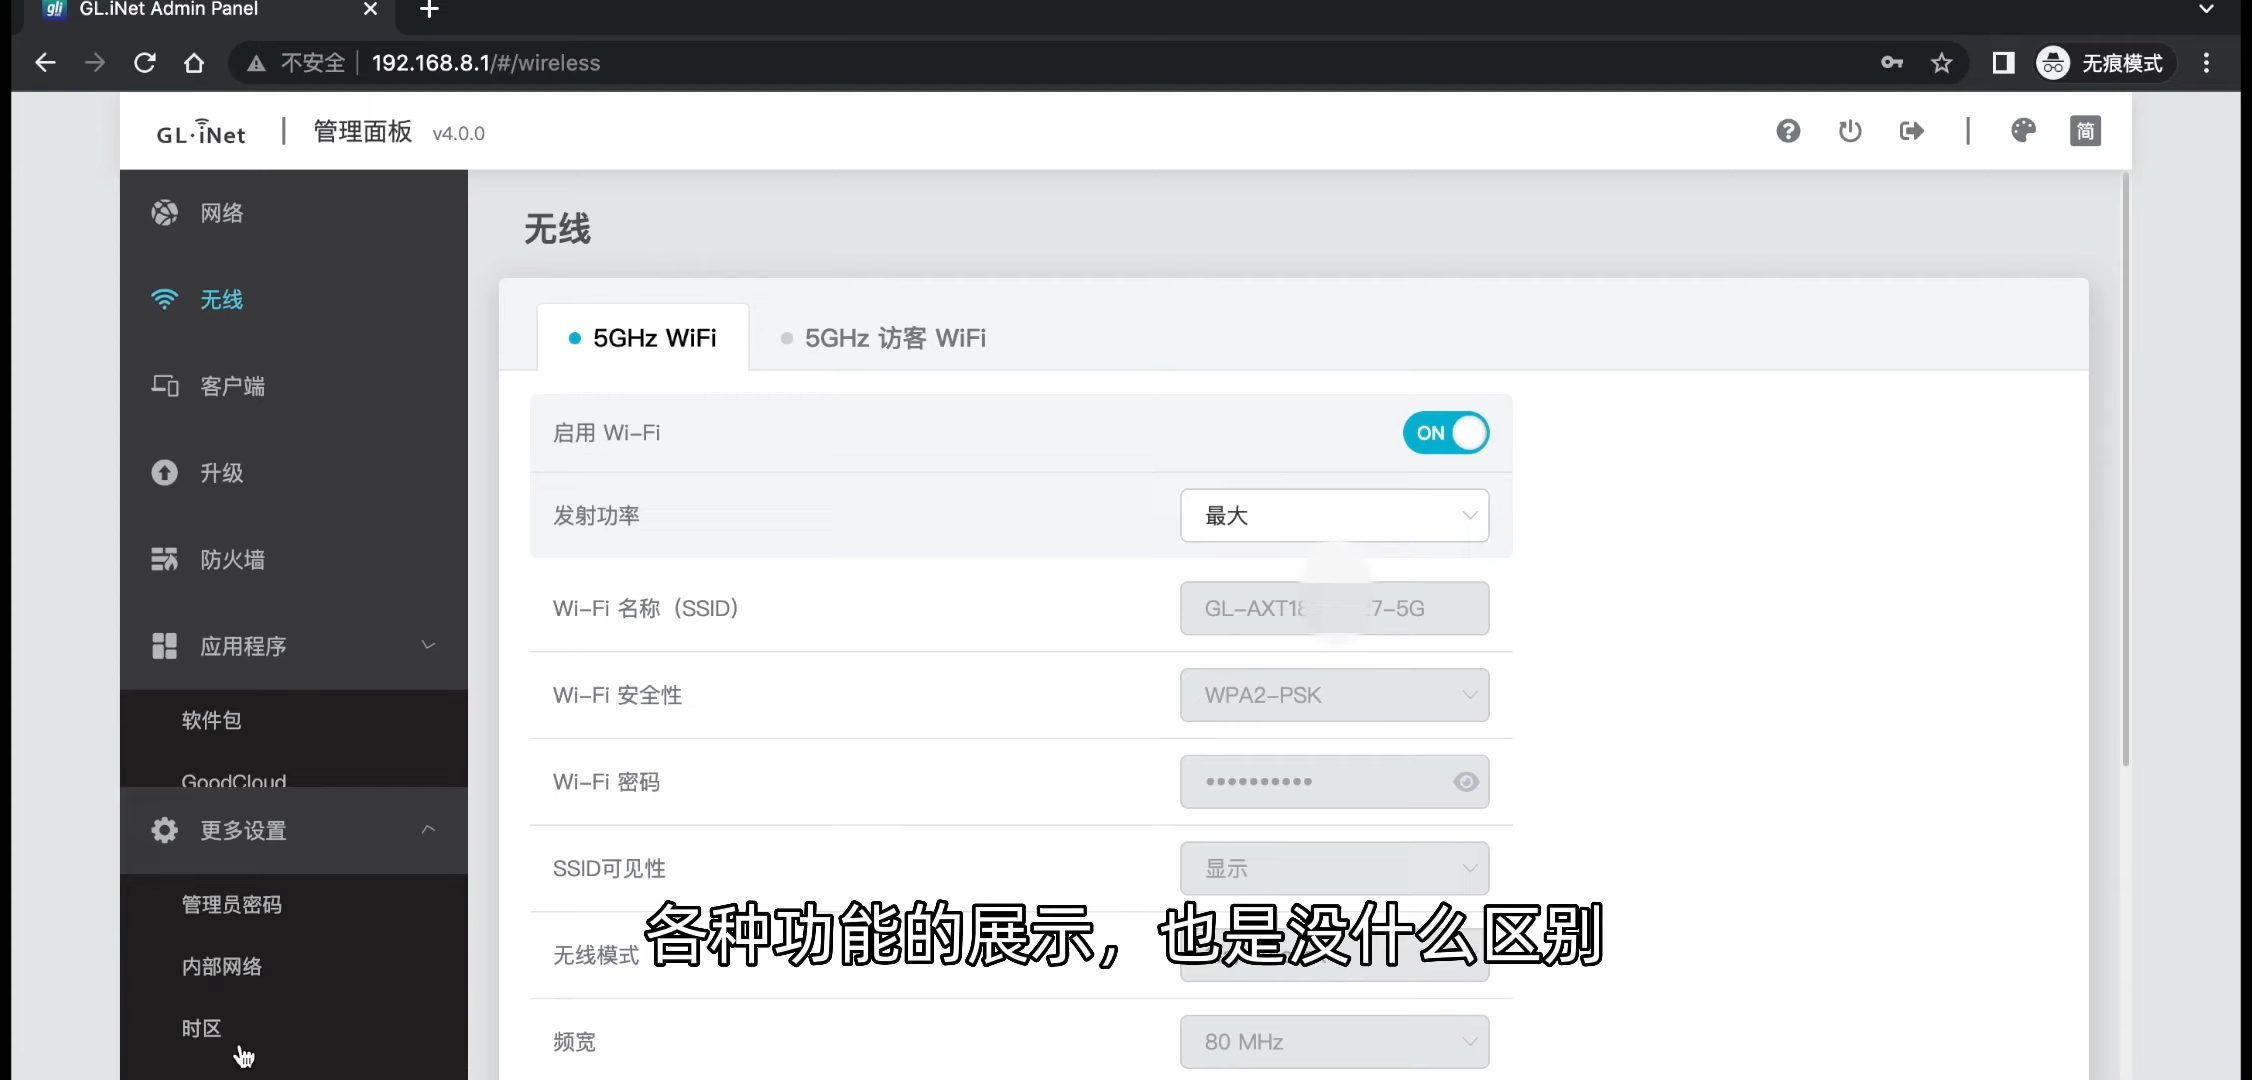 gli GL.iNet Admin Panel
不安全 192.168.8.1/#/wireless
无痕模式
GL·iNet 管理面板 v4.0.0
简
网络
无线
客户端
升级
防火墙
应用程序
软件包
GoodCloud
更多设置
管理员密码
内部网络
时区
无线
5GHz WiFi
5GHz 访客 WiFi
启用 Wi-Fi
ON
发射功率
最大
Wi-Fi 名称（SSID）
GL-AXT18 27-5G
Wi-Fi 安全性
WPA2-PSK
Wi-Fi 密码
••••••••••
SSID可见性
显示
无线模式
各种功能的展示，也是没什么区别
频宽
80 MHz